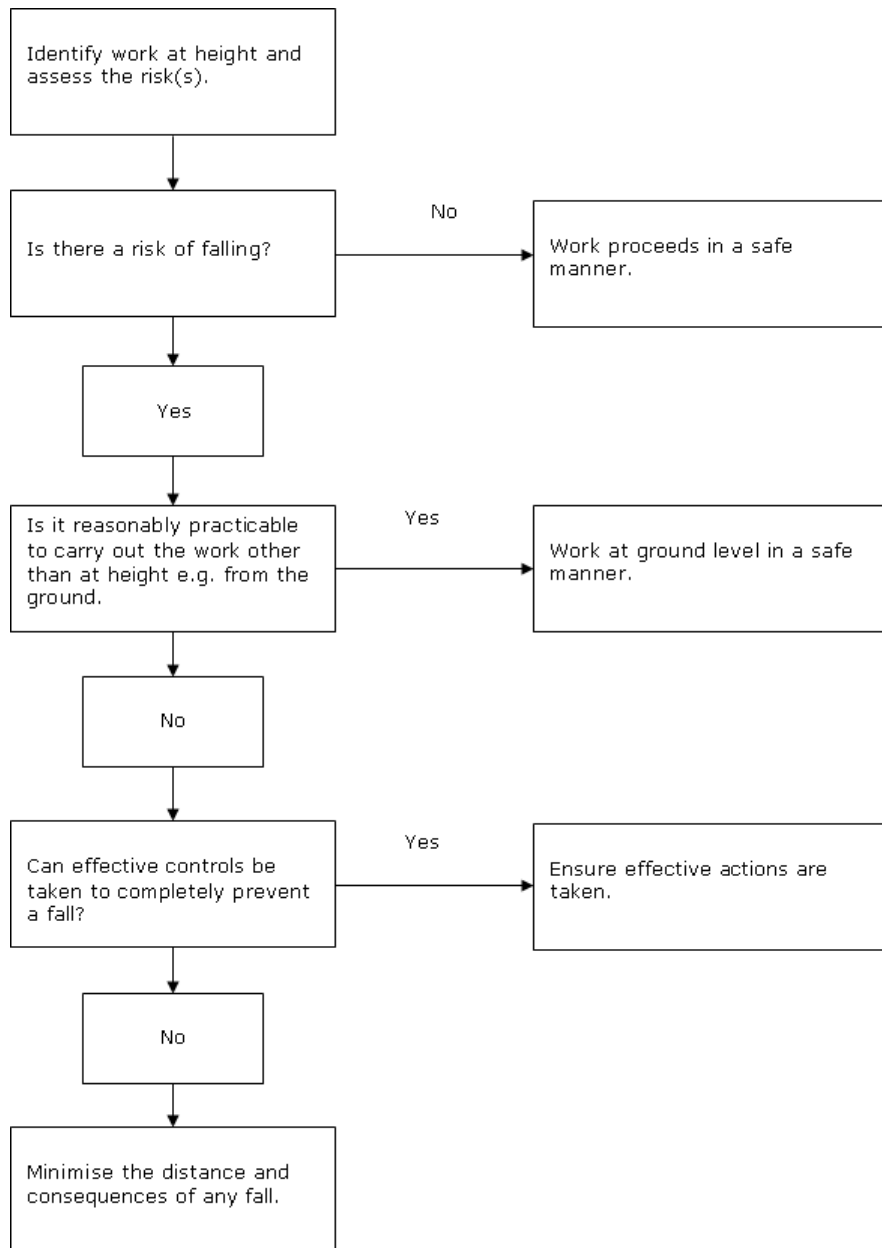 Identify work at height and
assess the risk(s).
Is there a risk of falling?
No
Work proceeds in a safe
manner.
Yes
Is it reasonably practicable
to carry out the work other
than at height e.g. from the
ground.
Yes
Work at ground level in a safe
manner.
No
Can effective controls be
taken to completely prevent
a fall?
Yes
Ensure effective actions are
taken.
No
Minimise the distance and
consequences of any fall.